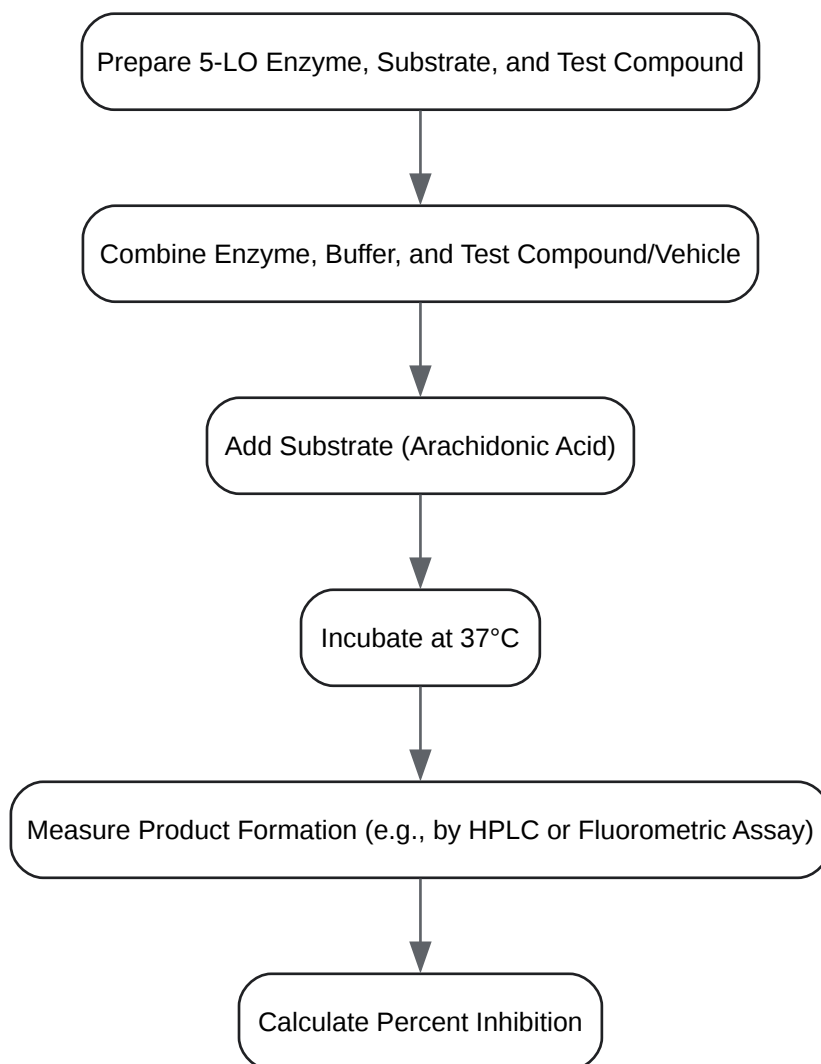 Prepare 5-LO Enzyme, Substrate, and Test Compound
Combine Enzyme, Buffer, and Test Compound/Vehicle
Add Substrate (Arachidonic Acid)
Incubate at 37°C
Measure Product Formation (e.g., by HPLC or Fluorometric Assay)
Calculate Percent Inhibition